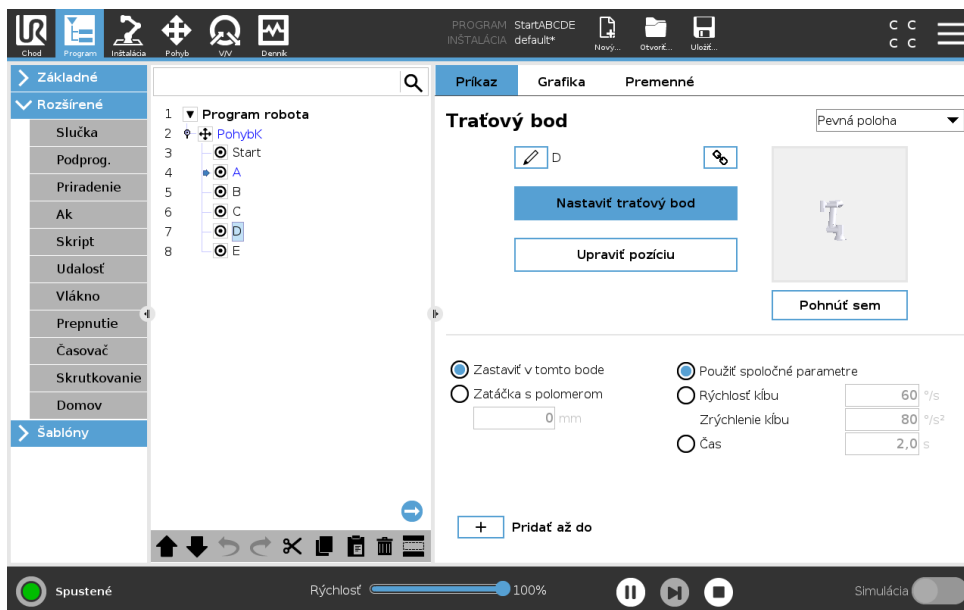 PROGRAM StartABCDE
INŠTALÁCIA default*
Chod Program Inštalácia Pohyb V/V Denník Nový... Otvoriť... Uložiť...
C C
C C
Základné
Rozšírené
Slučka
Podprog.
Priradenie
Ak
Skript
Udalosť
Vlákno
Prepnutie
Časovač
Skrutkovanie
Domov
Šablóny
1 Program robota
2 PohybK
3 Start
4 A
5 B
6 C
7 D
8 E
Príkaz Grafika Premenné
Traťový bod Pevná poloha
D
Nastaviť traťový bod
Upraviť pozíciu
Pohnúť sem
Zastaviť v tomto bode
Zatáčka s polomerom
0 mm
Použiť spoločné parametre
Rýchlosť kĺbu 60 °/s
Zrýchlenie kĺbu 80 °/s²
Čas 2,0 s
+ Pridať až do
Spustené Rýchlosť 100% Simulácia